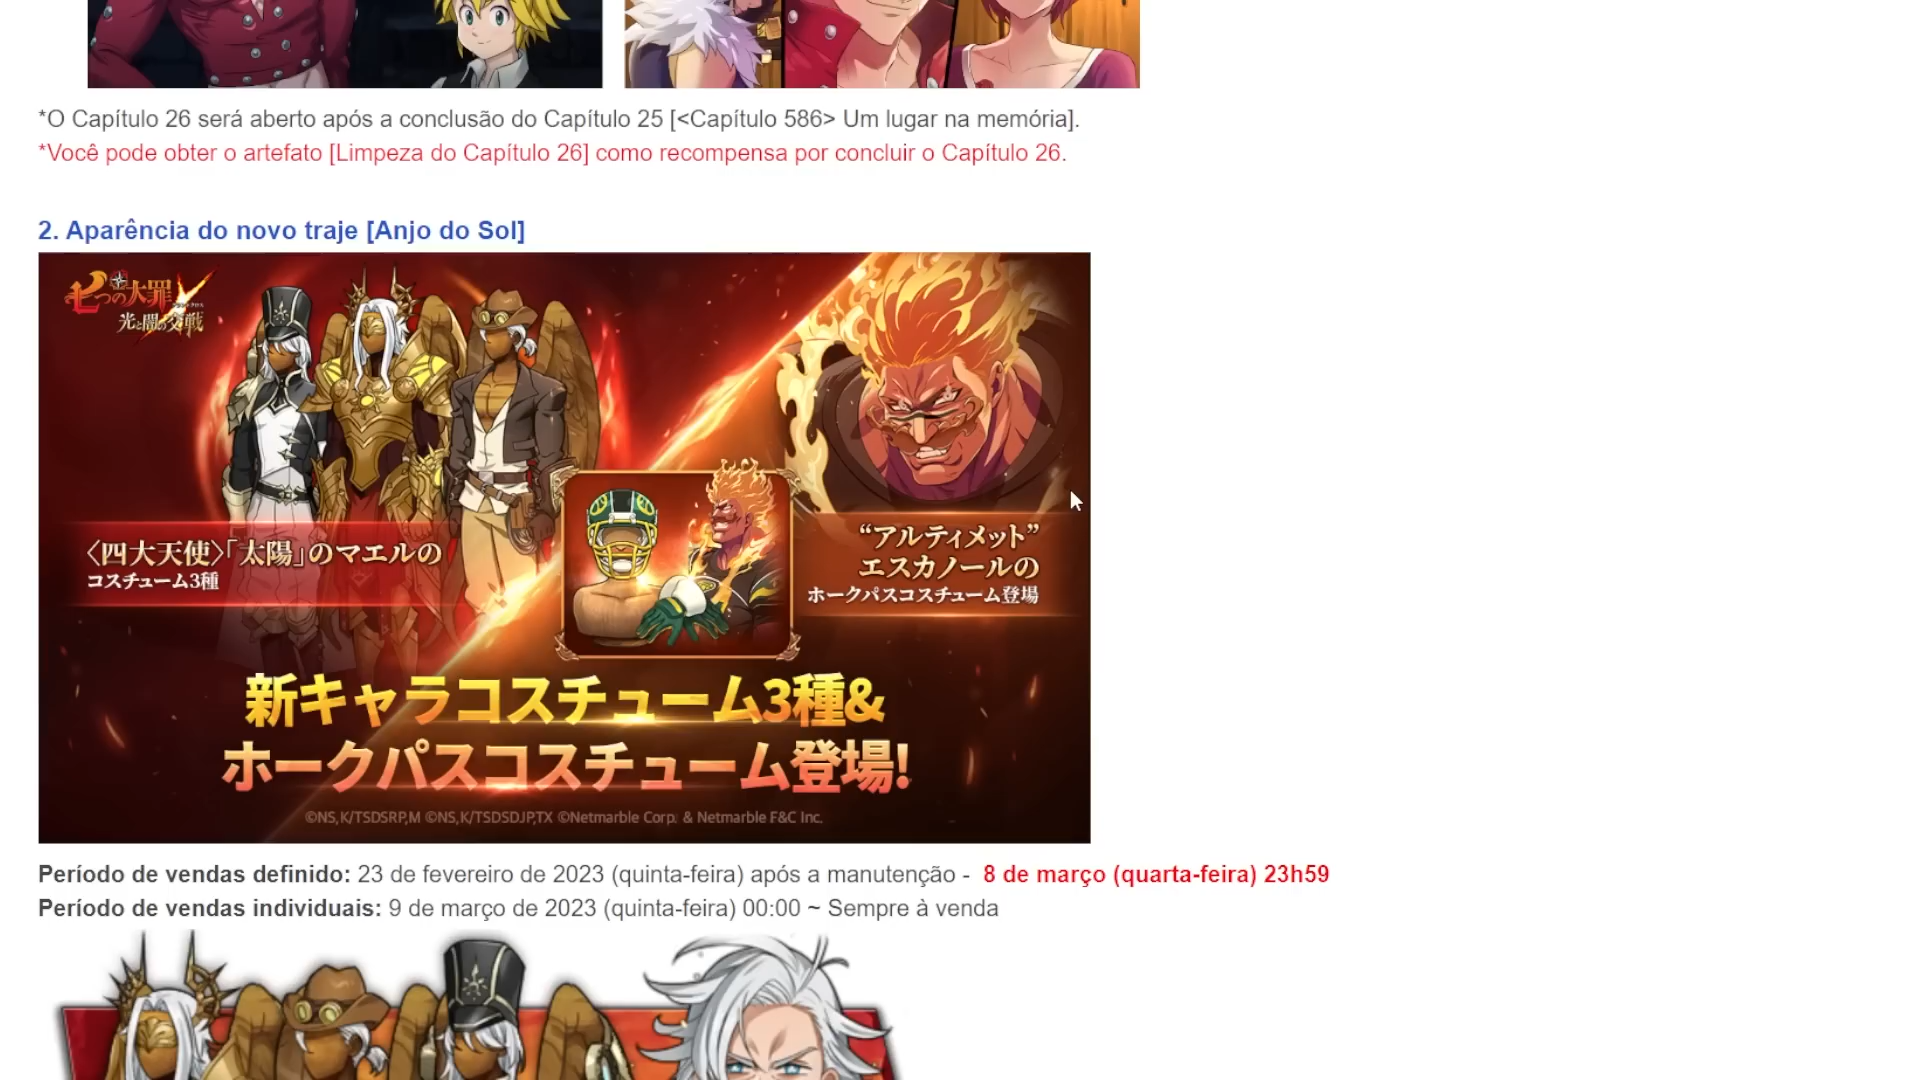 *O Capítulo 26 será aberto após a conclusão do Capítulo 25 [<Capítulo 586> Um lugar na memória].
*Você pode obter o artefato [Limpeza do Capítulo 26] como recompensa por concluir o Capítulo 26.
2. Aparência do novo traje [Anjo do Sol]
七つの大罪
光と闇の交戦
〈四大天使〉「太陽」のマエルの
コスチューム3種
“アルティメット”
エスカノールの
ホークパスコスチューム登場
新キャラコスチューム3種&
ホークパスコスチューム登場!
©NS,K/TSDSRP,M ©NS,K/TSDSDJP,TX ©Netmarble Corp. & Netmarble F&C Inc.
Período de vendas definido: 23 de fevereiro de 2023 (quinta-feira) após a manutenção - 8 de março (quarta-feira) 23h59
Período de vendas individuais: 9 de março de 2023 (quinta-feira) 00:00 ~ Sempre à venda